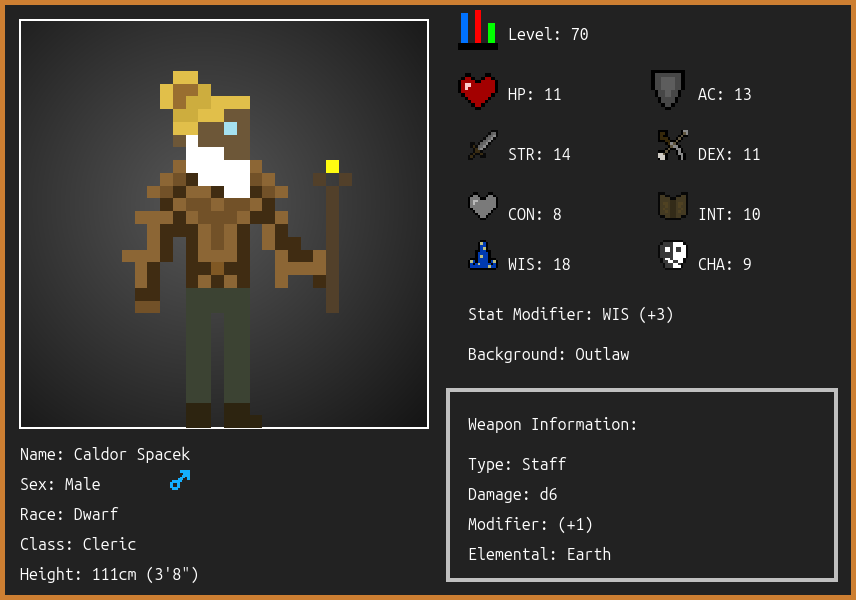 Level: 70
HP: 11
AC: 13
STR: 14
DEX: 11
CON: 8
INT: 10
WIS: 18
CHA: 9
Stat Modifier: WIS (+3)
Background: Outlaw
Weapon Information:
Type: Staff
Damage: d6
Modifier: (+1)
Elemental: Earth
Name: Caldor Spacek
Sex: Male
Race: Dwarf
Class: Cleric
Height: 111cm (3'8")